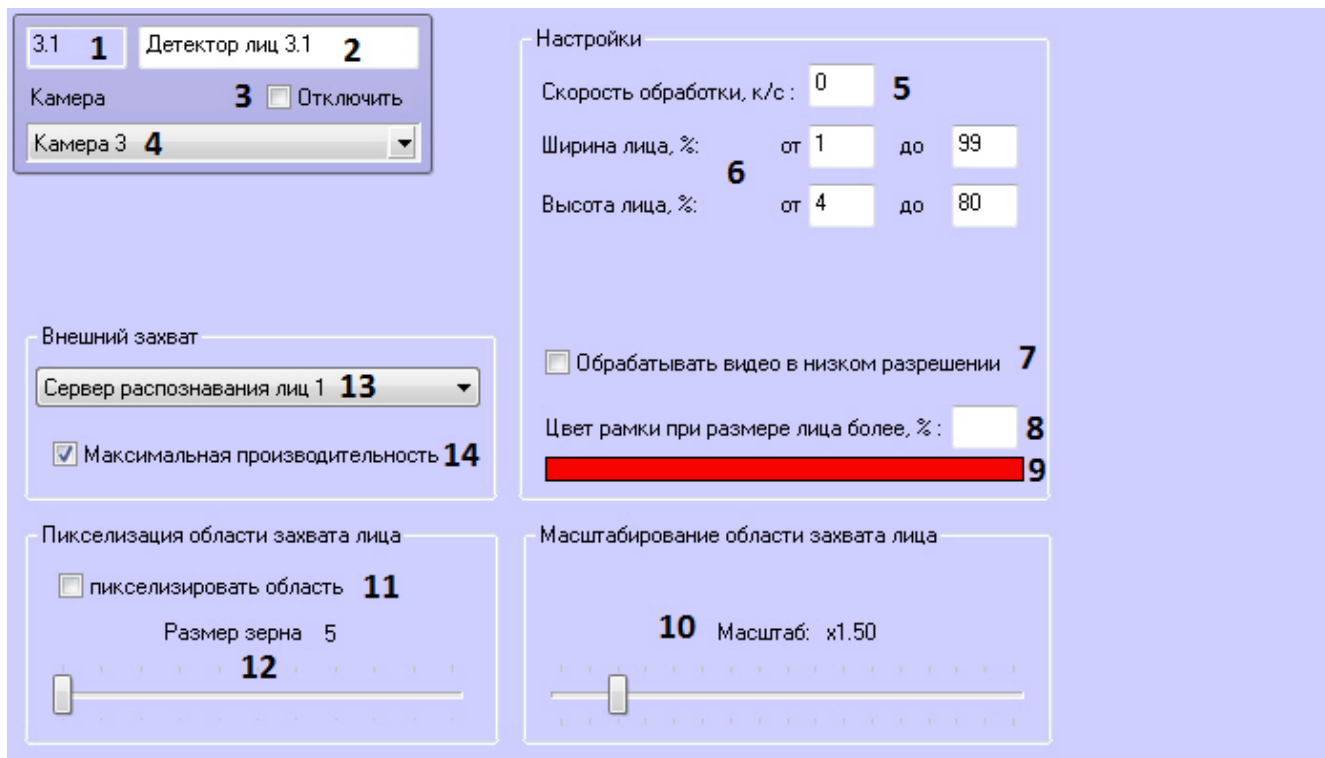 3.1 1 Детектор лиц 3.1 2
Камера 3 Отключить
Камера 3 4
Настройки
Скорость обработки, к/с : 0 5
Ширина лица, %: от 1 до 99
6
Высота лица, %: от 4 до 80
Обрабатывать видео в низком разрешении 7
Цвет рамки при размере лица более, % : 8
9
Внешний захват
Сервер распознавания лиц 1 13
Максимальная производительность 14
Пикселизация области захвата лица
пикселизировать область 11
Размер зерна 5
12
Масштабирование области захвата лица
10 Масштаб: x1.50